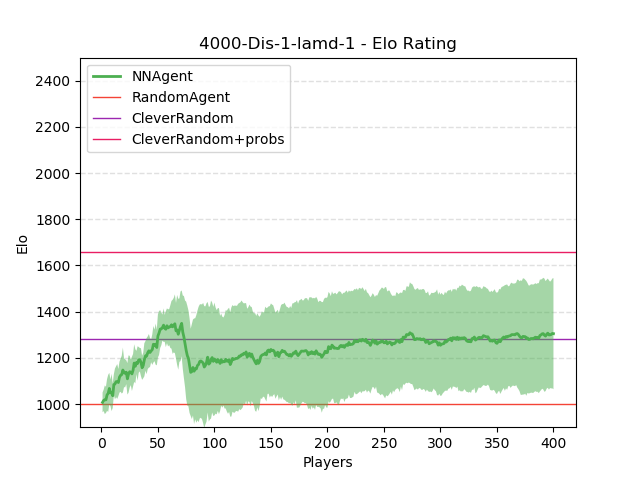 4000-Dis-1-lamd-1 - Elo Rating
NNAgent
RandomAgent
CleverRandom
CleverRandom+probs
2400
2200
2000
1800
1600
1400
1200
1000
Elo
0 50 100 150 200 250 300 350 400
Players